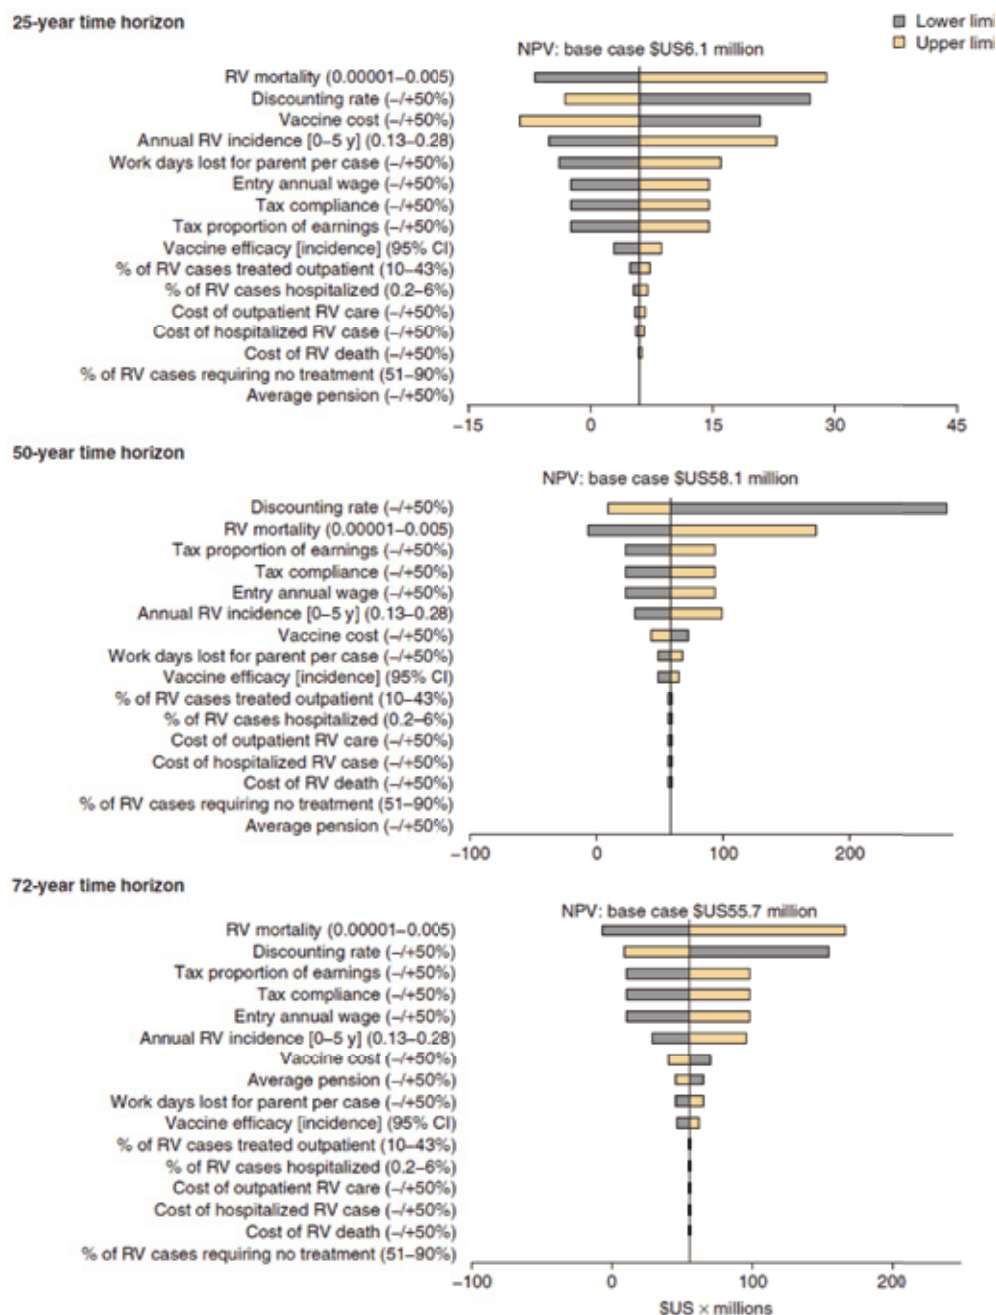 25-year time horizon
Lower limi
Upper limi
NPV: base case $US6.1 million
RV mortality (0.00001–0.005)
Discounting rate (–/+50%)
Vaccine cost (–/+50%)
Annual RV incidence [0–5 y] (0.13–0.28)
Work days lost for parent per case (–/+50%)
Entry annual wage (–/+50%)
Tax compliance (–/+50%)
Tax proportion of earnings (–/+50%)
Vaccine efficacy [incidence] (95% CI)
% of RV cases treated outpatient (10–43%)
% of RV cases hospitalized (0.2–6%)
Cost of outpatient RV care (–/+50%)
Cost of hospitalized RV case (–/+50%)
Cost of RV death (–/+50%)
% of RV cases requiring no treatment (51–90%)
Average pension (–/+50%)
–15 0 15 30 45
50-year time horizon
NPV: base case $US58.1 million
Discounting rate (–/+50%)
RV mortality (0.00001–0.005)
Tax proportion of earnings (–/+50%)
Tax compliance (–/+50%)
Entry annual wage (–/+50%)
Annual RV incidence [0–5 y] (0.13–0.28)
Vaccine cost (–/+50%)
Work days lost for parent per case (–/+50%)
Vaccine efficacy [incidence] (95% CI)
% of RV cases treated outpatient (10–43%)
% of RV cases hospitalized (0.2–6%)
Cost of outpatient RV care (–/+50%)
Cost of hospitalized RV case (–/+50%)
Cost of RV death (–/+50%)
% of RV cases requiring no treatment (51–90%)
Average pension (–/+50%)
–100 0 100 200
72-year time horizon
NPV: base case $US55.7 million
RV mortality (0.00001–0.005)
Discounting rate (–/+50%)
Tax proportion of earnings (–/+50%)
Tax compliance (–/+50%)
Entry annual wage (–/+50%)
Annual RV incidence [0–5 y] (0.13–0.28)
Vaccine cost (–/+50%)
Average pension (–/+50%)
Work days lost for parent per case (–/+50%)
Vaccine efficacy [incidence] (95% CI)
% of RV cases treated outpatient (10–43%)
% of RV cases hospitalized (0.2–6%)
Cost of outpatient RV care (–/+50%)
Cost of hospitalized RV case (–/+50%)
Cost of RV death (–/+50%)
% of RV cases requiring no treatment (51–90%)
–100 0 100 200
$US × millions